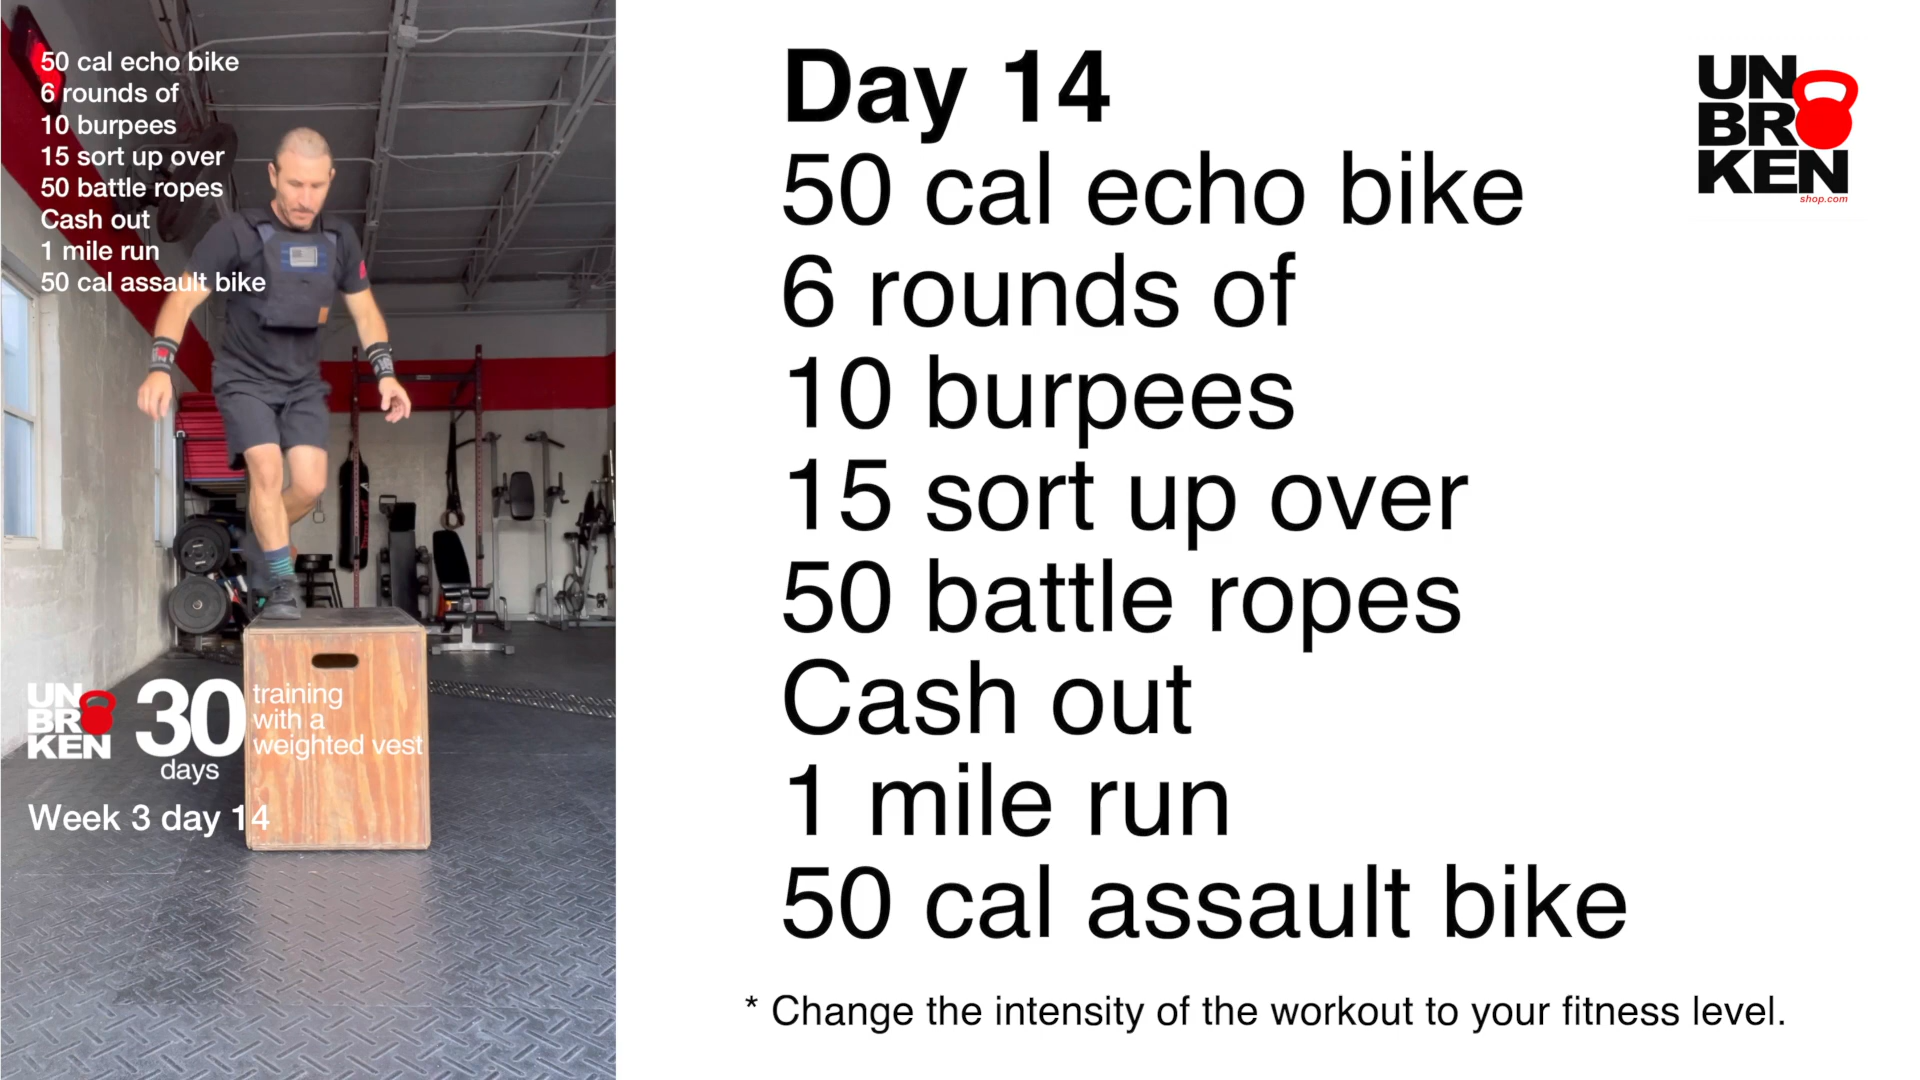 50 cal echo bike
6 rounds of
10 burpees
15 sort up over
50 battle ropes
Cash out
1 mile run
50 cal assault bike
UN
BR
KEN
30
days
training
with a
weighted vest
Week 3 day 14
Day 14
50 cal echo bike
6 rounds of
10 burpees
15 sort up over
50 battle ropes
Cash out
1 mile run
50 cal assault bike
* Change the intensity of the workout to your fitness level.
UN
BR
KEN
shop.com